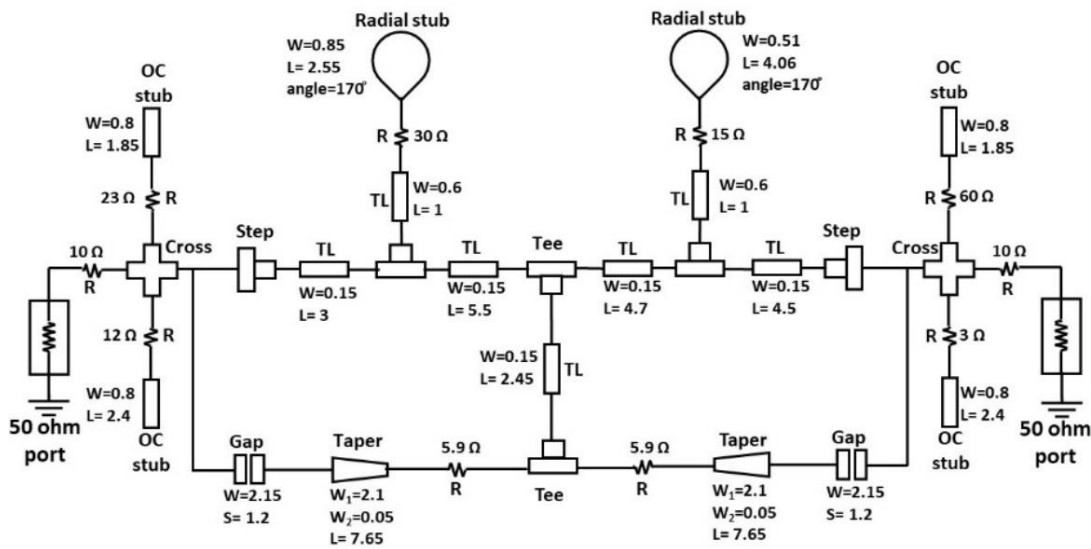 Radial stub
W=0.85
L= 2.55
angle=170°
R
30 Ω
TL
W=0.6
L= 1
Radial stub
W=0.51
L= 4.06
angle=170°
R
15 Ω
TL
W=0.6
L= 1
OC
stub
W=0.8
L= 1.85
23 Ω
R
Cross
10 Ω
R
12 Ω
R
W=0.8
L= 2.4
OC
stub
50 ohm
port
Step
TL
W=0.15
L= 3
TL
W=0.15
L= 5.5
Tee
TL
W=0.15
L= 4.7
TL
W=0.15
L= 4.5
Step
W=0.15
L= 2.45
TL
OC
stub
W=0.8
L= 1.85
R
60 Ω
Cross
10 Ω
R
R
3 Ω
W=0.8
L= 2.4
OC
stub
50 ohm
port
Gap
W=2.15
S= 1.2
Taper
W₁=2.1
W₂=0.05
L= 7.65
5.9 Ω
R
Tee
5.9 Ω
R
Taper
W₁=2.1
W₂=0.05
L= 7.65
Gap
W=2.15
S= 1.2